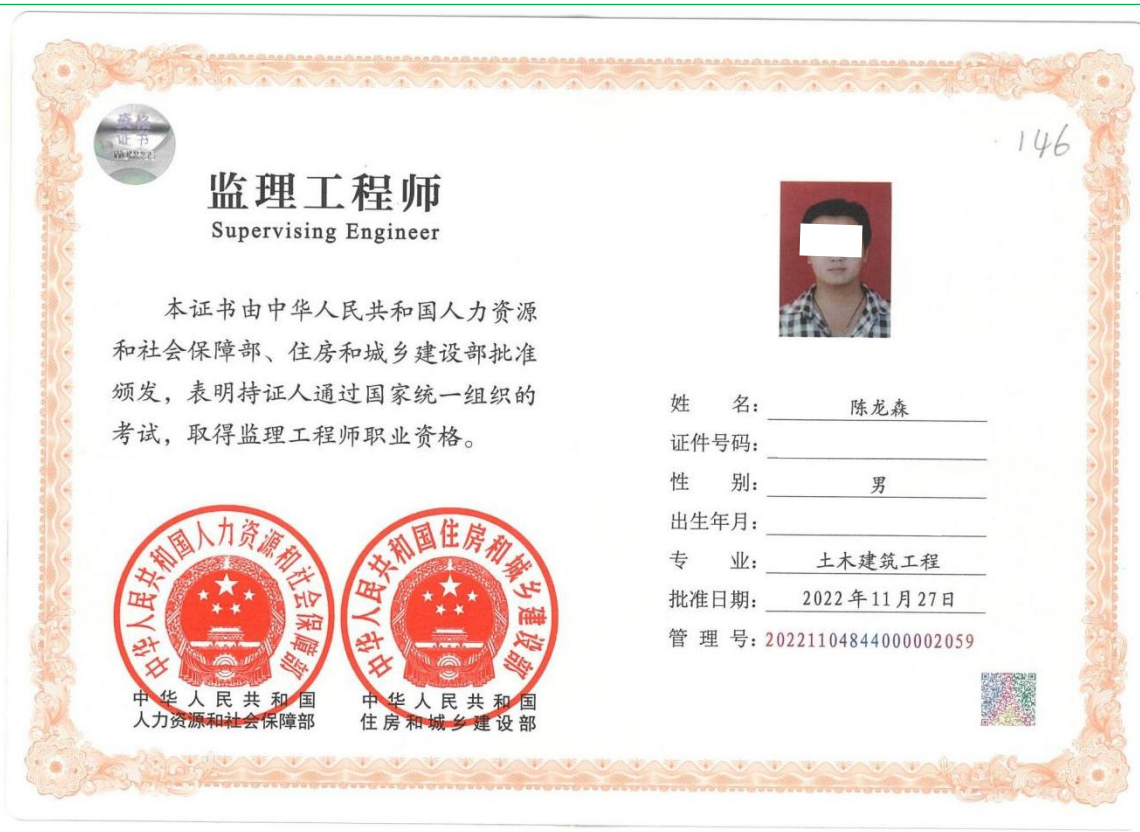 资格
证书
146
监理工程师
Supervising Engineer
本证书由中华人民共和国人力资源
和社会保障部、住房和城乡建设部批准
颁发，表明持证人通过国家统一组织的
考试，取得监理工程师职业资格。
姓 名：陈龙森
证件号码：
性 别：男
出生年月：
专 业：土木建筑工程
批准日期：2022年11月27日
管 理 号：20221104844000002059
中华人民共和国人力资源和社会保障部
中华人民共和国住房和城乡建设部
中华人民共和国
人力资源和社会保障部
中华人民共和国
住房和城乡建设部